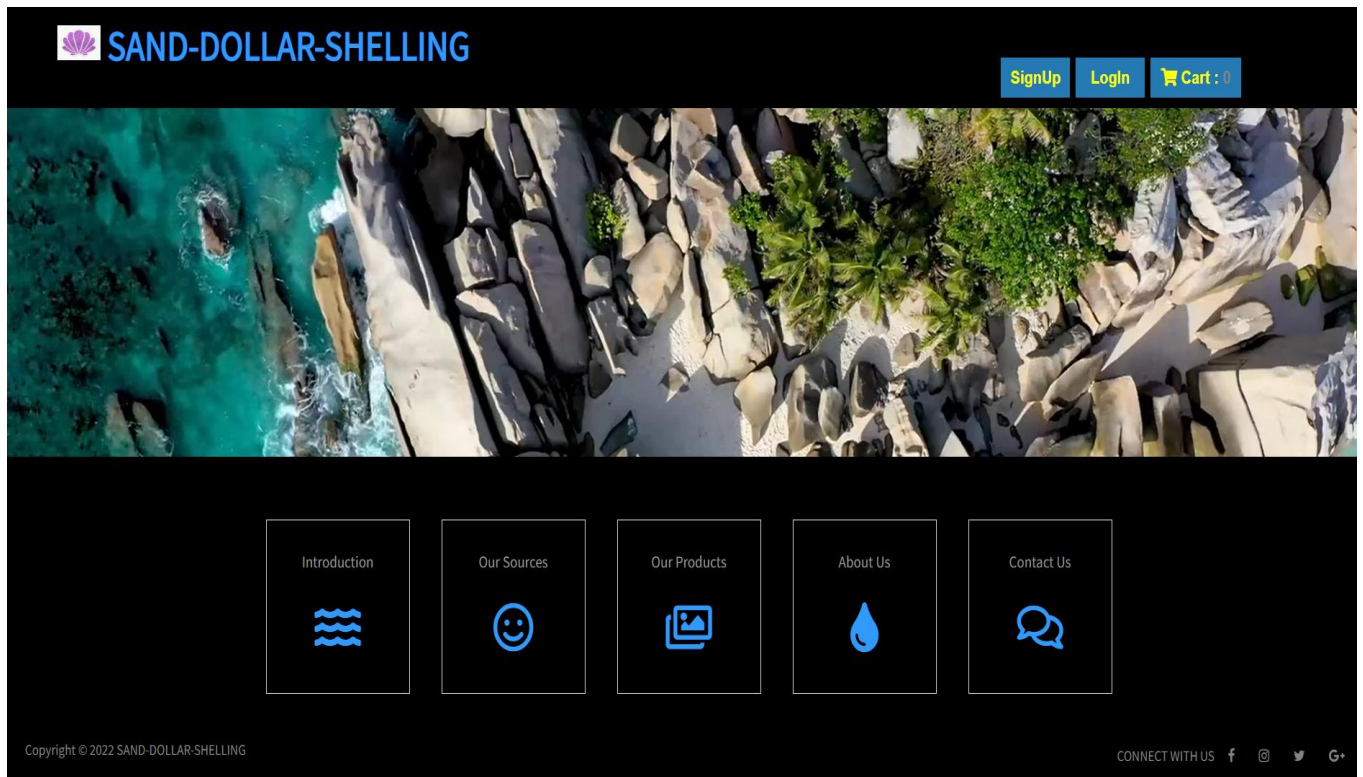 SAND-DOLLAR-SHELLING
SignUp LogIn Cart : 0
Introduction Our Sources Our Products About Us Contact Us
Copyright © 2022 SAND-DOLLAR-SHELLING
CONNECT WITH US f G+